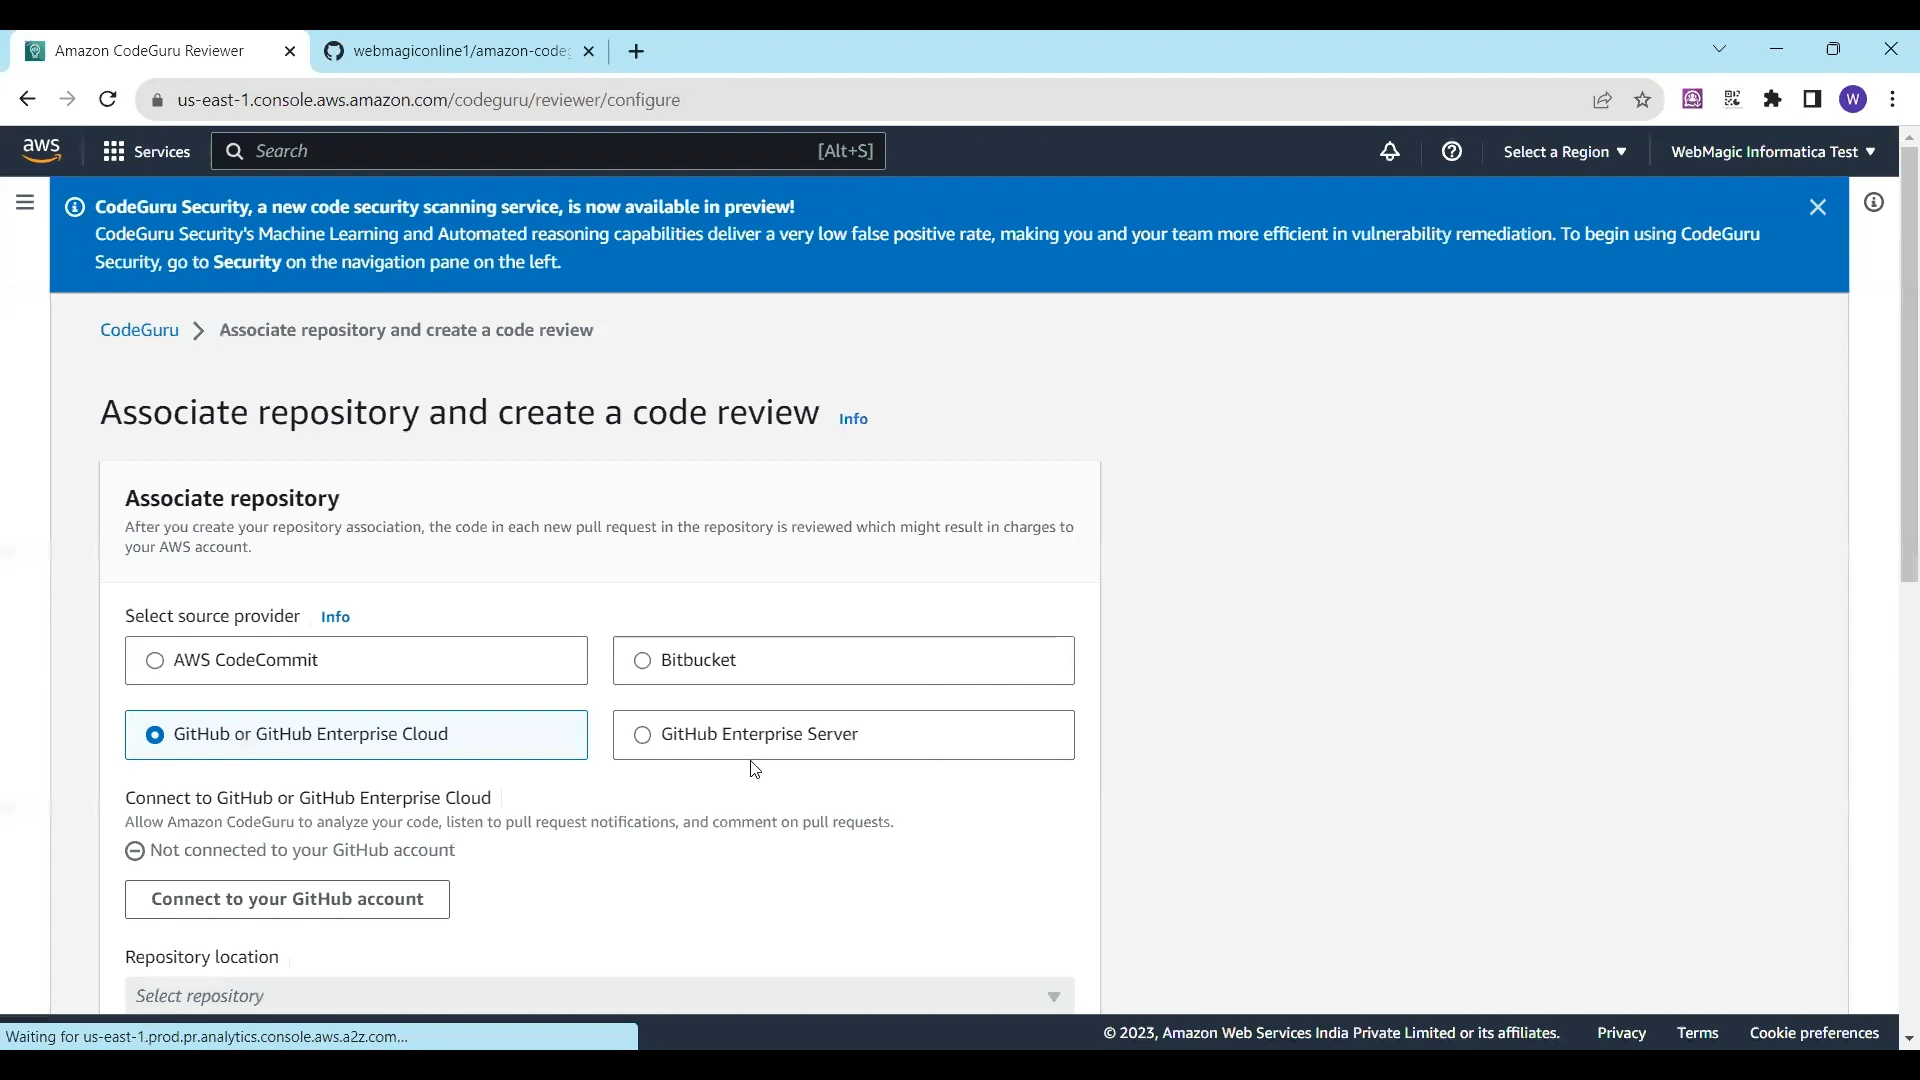 Amazon CodeGuru Reviewer
webmagiconline1/amazon-code
us-east-1.console.aws.amazon.com/codeguru/reviewer/configure
W
aws
Services
Search
[Alt+S]
Select a Region
WebMagic Informatica Test
CodeGuru Security, a new code security scanning service, is now available in preview!
CodeGuru Security's Machine Learning and Automated reasoning capabilities deliver a very low false positive rate, making you and your team more efficient in vulnerability remediation. To begin using CodeGuru
Security, go to Security on the navigation pane on the left.
CodeGuru
Associate repository and create a code review
Associate repository and create a code review Info
Associate repository
After you create your repository association, the code in each new pull request in the repository is reviewed which might result in charges to
your AWS account.
Select source provider Info
AWS CodeCommit
Bitbucket
GitHub or GitHub Enterprise Cloud
GitHub Enterprise Server
Connect to GitHub or GitHub Enterprise Cloud
Allow Amazon CodeGuru to analyze your code, listen to pull request notifications, and comment on pull requests.
Not connected to your GitHub account
Connect to your GitHub account
Repository location
Select repository
Waiting for us-east-1.prod.pr.analytics.console.aws.a2z.com...
© 2023, Amazon Web Services India Private Limited or its affiliates.
Privacy
Terms
Cookie preferences